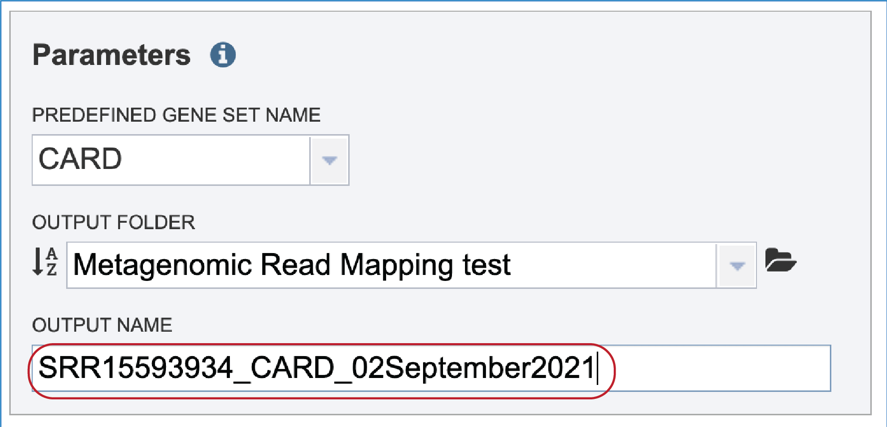 Parameters
PREDEFINED GENE SET NAME
CARD
OUTPUT FOLDER
Metagenomic Read Mapping test
OUTPUT NAME
SRR15593934_CARD_02September2021